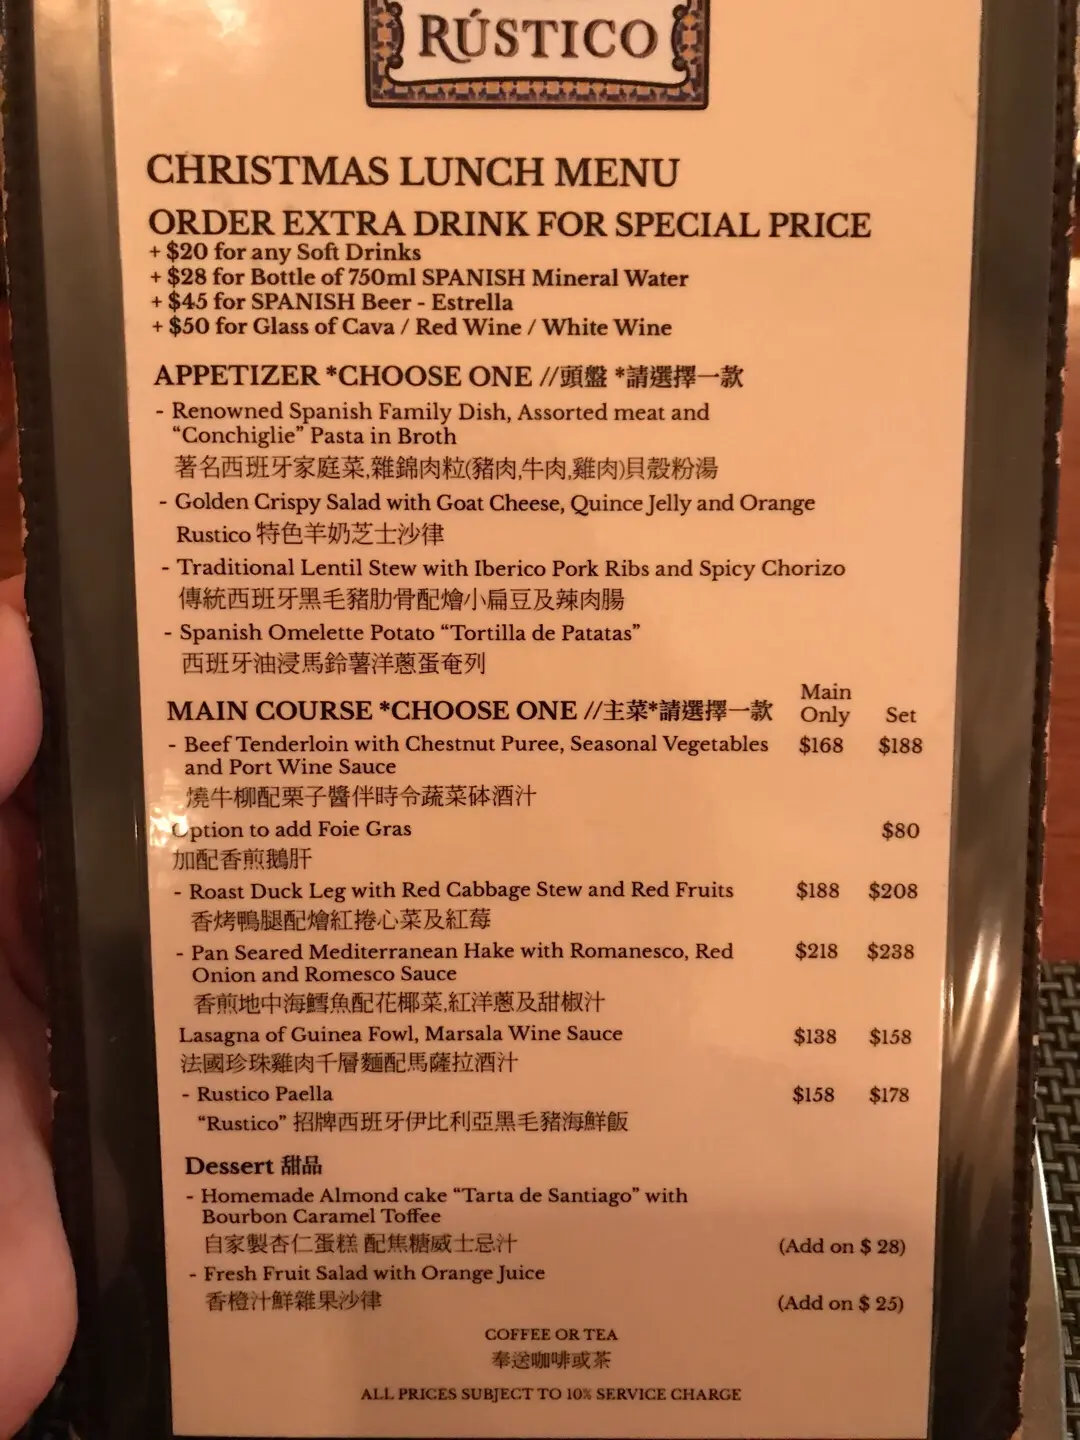 RÚSTICO
CHRISTMAS LUNCH MENU
ORDER EXTRA DRINK FOR SPECIAL PRICE
+ $20 for any Soft Drinks
+ $28 for Bottle of 750ml SPANISH Mineral Water
+ $45 for SPANISH Beer - Estrella
+ $50 for Glass of Cava / Red Wine / White Wine
APPETIZER *CHOOSE ONE //頭盤 *請選擇一款
- Renowned Spanish Family Dish, Assorted meat and
“Conchiglie” Pasta in Broth
著名西班牙家庭菜,雜錦肉粒(豬肉,牛肉,雞肉)貝殼粉湯
- Golden Crispy Salad with Goat Cheese, Quince Jelly and Orange
Rustico 特色羊奶芝士沙律
- Traditional Lentil Stew with Iberico Pork Ribs and Spicy Chorizo
傳統西班牙黑毛豬肋骨配燴小扁豆及辣肉腸
- Spanish Omelette Potato “Tortilla de Patatas”
西班牙油浸馬鈴薯洋蔥蛋奄列
MAIN COURSE *CHOOSE ONE //主菜*請選擇一款 Main Only Set
- Beef Tenderloin with Chestnut Puree, Seasonal Vegetables $168 $188
and Port Wine Sauce
燒牛柳配栗子醬伴時令蔬菜砵酒汁
Option to add Foie Gras $80
加配香煎鵝肝
- Roast Duck Leg with Red Cabbage Stew and Red Fruits $188 $208
香烤鴨腿配燴紅捲心菜及紅莓
- Pan Seared Mediterranean Hake with Romanesco, Red $218 $238
Onion and Romesco Sauce
香煎地中海鱈魚配花椰菜,紅洋蔥及甜椒汁
Lasagna of Guinea Fowl, Marsala Wine Sauce $138 $158
法國珍珠雞肉千層麵配馬薩拉酒汁
- Rustico Paella $158 $178
“Rustico” 招牌西班牙伊比利亞黑毛豬海鮮飯
Dessert 甜品
- Homemade Almond cake “Tarta de Santiago” with
Bourbon Caramel Toffee
自家製杏仁蛋糕 配焦糖威士忌汁 (Add on $ 28)
- Fresh Fruit Salad with Orange Juice
香橙汁鮮雜果沙律 (Add on $ 25)
COFFEE OR TEA
奉送咖啡或茶
ALL PRICES SUBJECT TO 10% SERVICE CHARGE